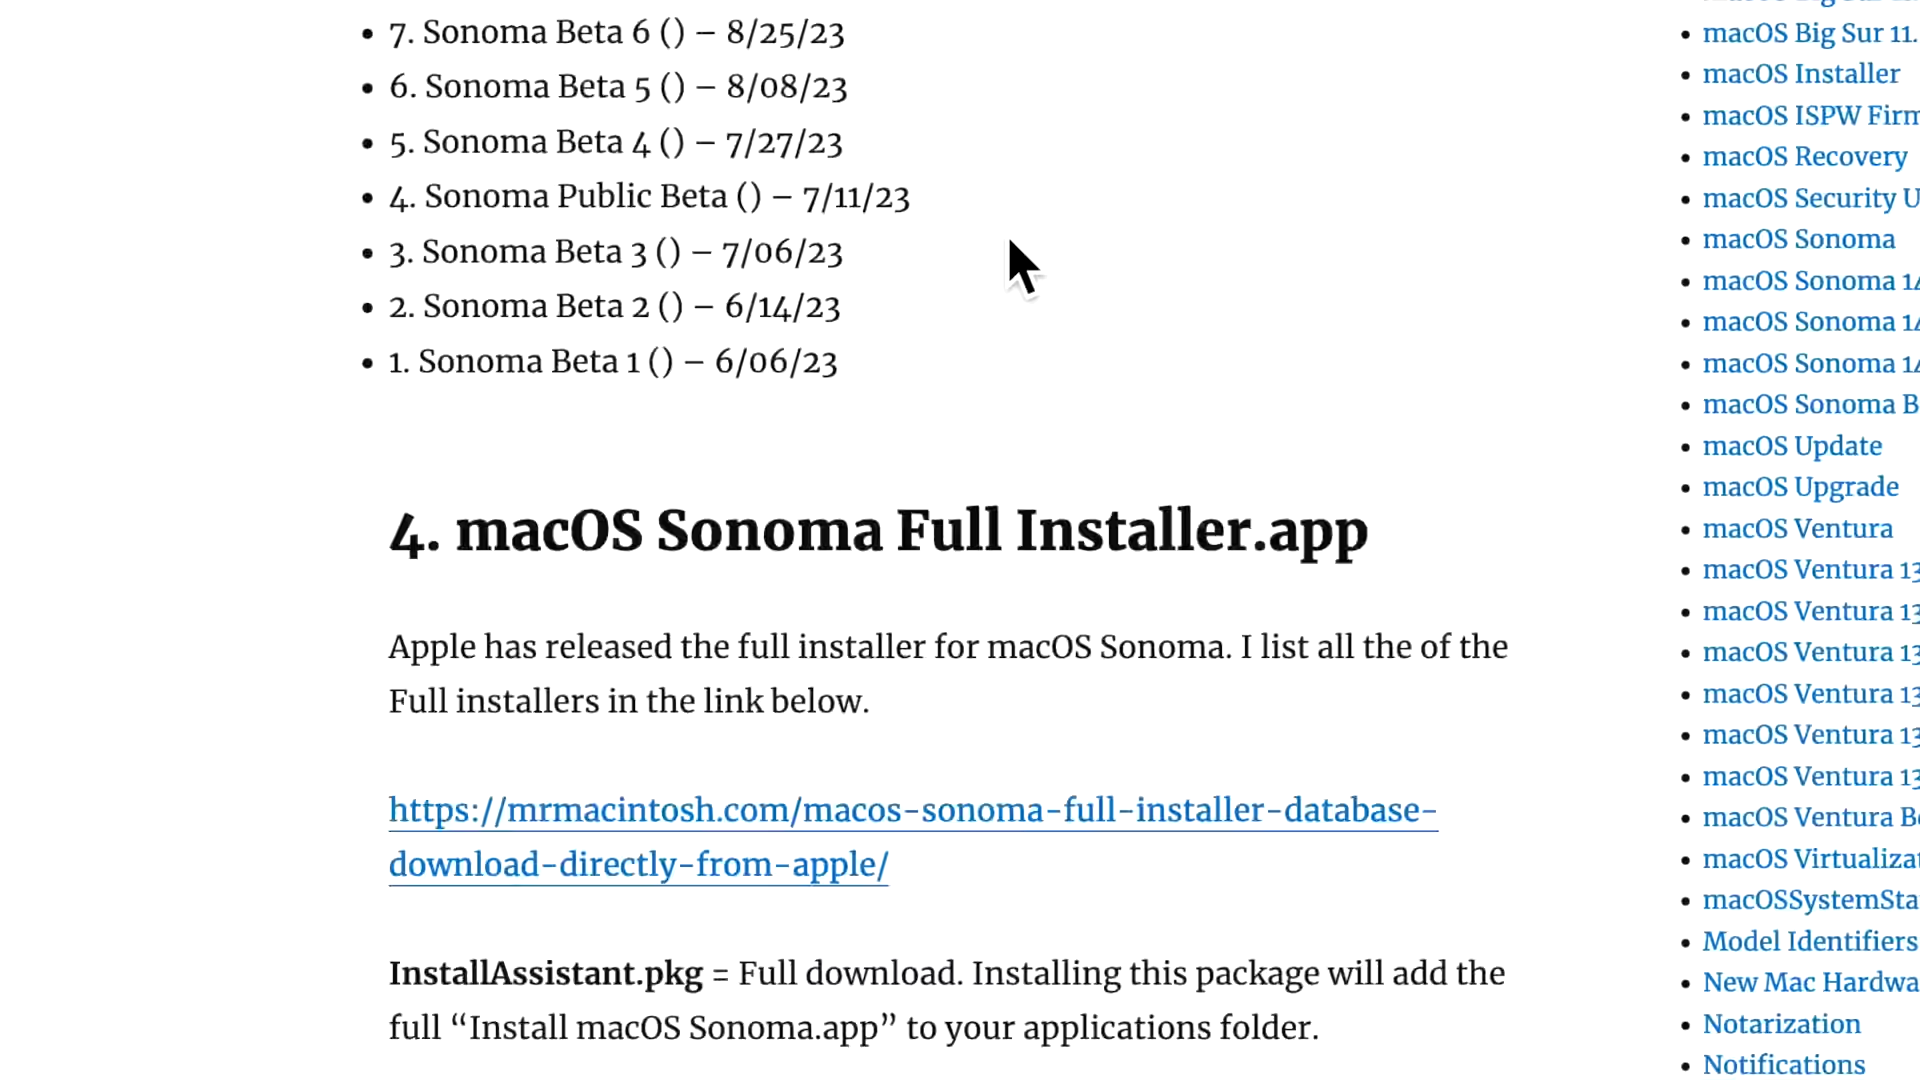 7. Sonoma Beta 6 () – 8/25/23
6. Sonoma Beta 5 () – 8/08/23
5. Sonoma Beta 4 () – 7/27/23
4. Sonoma Public Beta () – 7/11/23
3. Sonoma Beta 3 () – 7/06/23
2. Sonoma Beta 2 () – 6/14/23
1. Sonoma Beta 1 () – 6/06/23
4. macOS Sonoma Full Installer.app
Apple has released the full installer for macOS Sonoma. I list all the of the
Full installers in the link below.
https://mrmacintosh.com/macos-sonoma-full-installer-database-
download-directly-from-apple/
InstallAssistant.pkg = Full download. Installing this package will add the
full “Install macOS Sonoma.app” to your applications folder.
macOS Big Sur 11.
macOS Installer
macOS ISPW Firm
macOS Recovery
macOS Security U
macOS Sonoma
macOS Sonoma 14
macOS Sonoma 14
macOS Sonoma 14
macOS Sonoma B
macOS Update
macOS Upgrade
macOS Ventura
macOS Ventura 13
macOS Ventura 13
macOS Ventura 13
macOS Ventura 13
macOS Ventura 13
macOS Ventura 13
macOS Ventura Be
macOS Virtualizat
macOSSystemSta
Model Identifiers
New Mac Hardwa
Notarization
Notifications